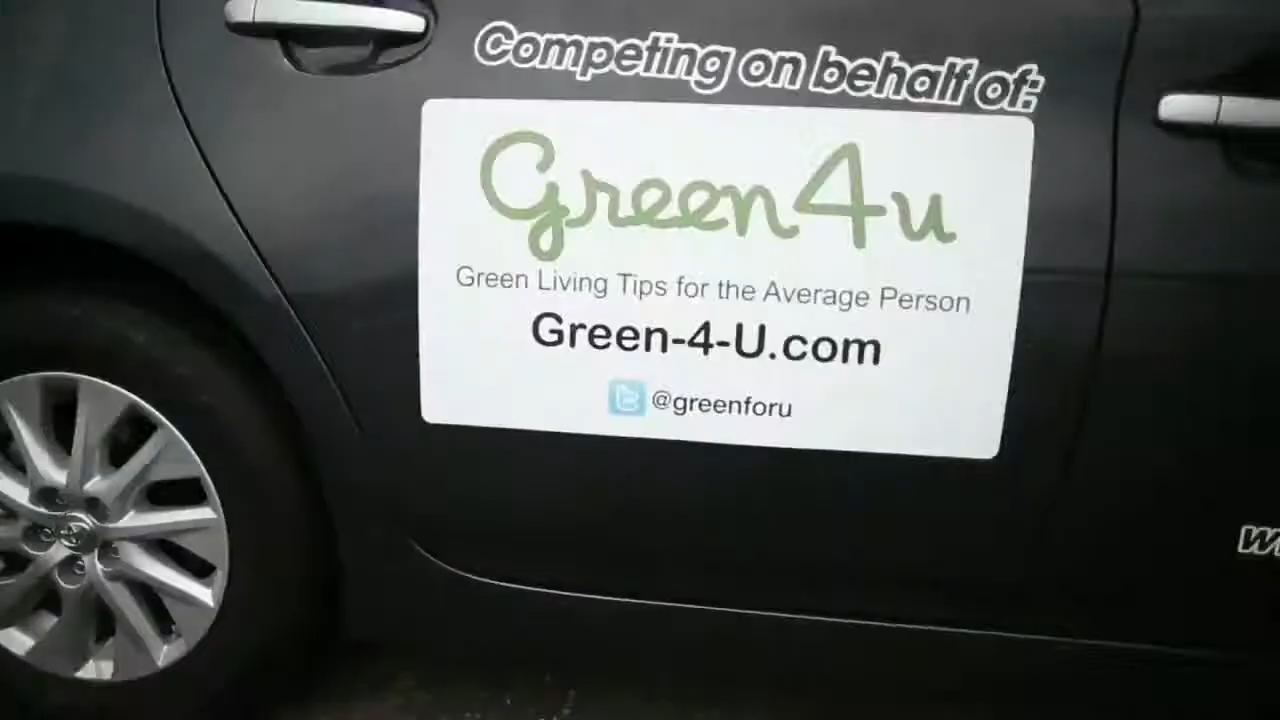 Competing on behalf of:
Green4u
Green Living Tips for the Average Person
Green-4-U.com
@greenforu